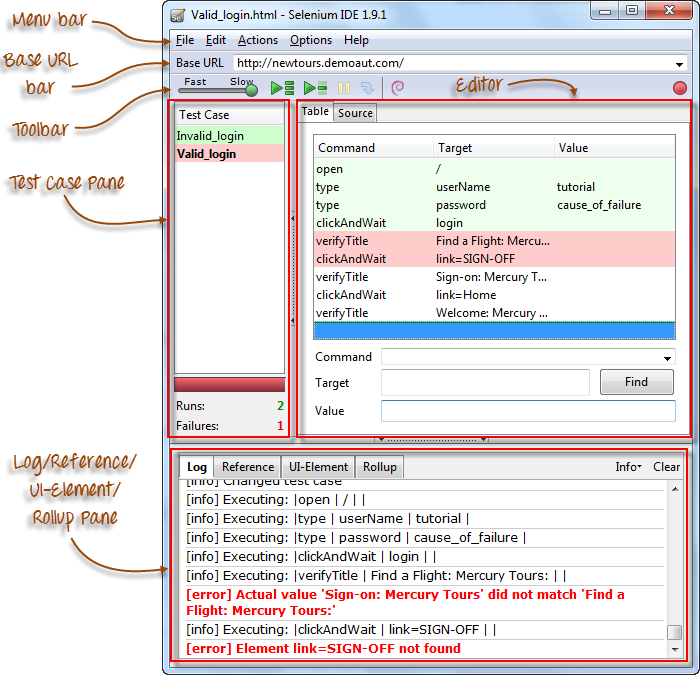 Menu bar
Base URL
bar
Toolbar
Test Case Pane
Log/Reference/
UI-Element/
Rollup Pane
Editor
Se
Valid_login.html - Selenium IDE 1.9.1
File Edit Actions Options Help
Base URL http://newtours.demoaut.com/
Fast Slow
Test Case
Invalid_login
Valid_login
Runs: 2
Failures: 1
Table Source
Command Target Value
open /
type userName tutorial
type password cause_of_failure
clickAndWait login
verifyTitle Find a Flight: Mercu...
clickAndWait link=SIGN-OFF
verifyTitle Sign-on: Mercury T...
clickAndWait link=Home
verifyTitle Welcome: Mercury ...
Command
Target Find
Value
Log Reference UI-Element Rollup Info Clear
[info] Changed test case
[info] Executing: |open | / | |
[info] Executing: |type | userName | tutorial |
[info] Executing: |type | password | cause_of_failure |
[info] Executing: |clickAndWait | login | |
[info] Executing: |verifyTitle | Find a Flight: Mercury Tours: | |
[error] Actual value 'Sign-on: Mercury Tours' did not match 'Find a
Flight: Mercury Tours:'
[info] Executing: |clickAndWait | link=SIGN-OFF | |
[error] Element link=SIGN-OFF not found